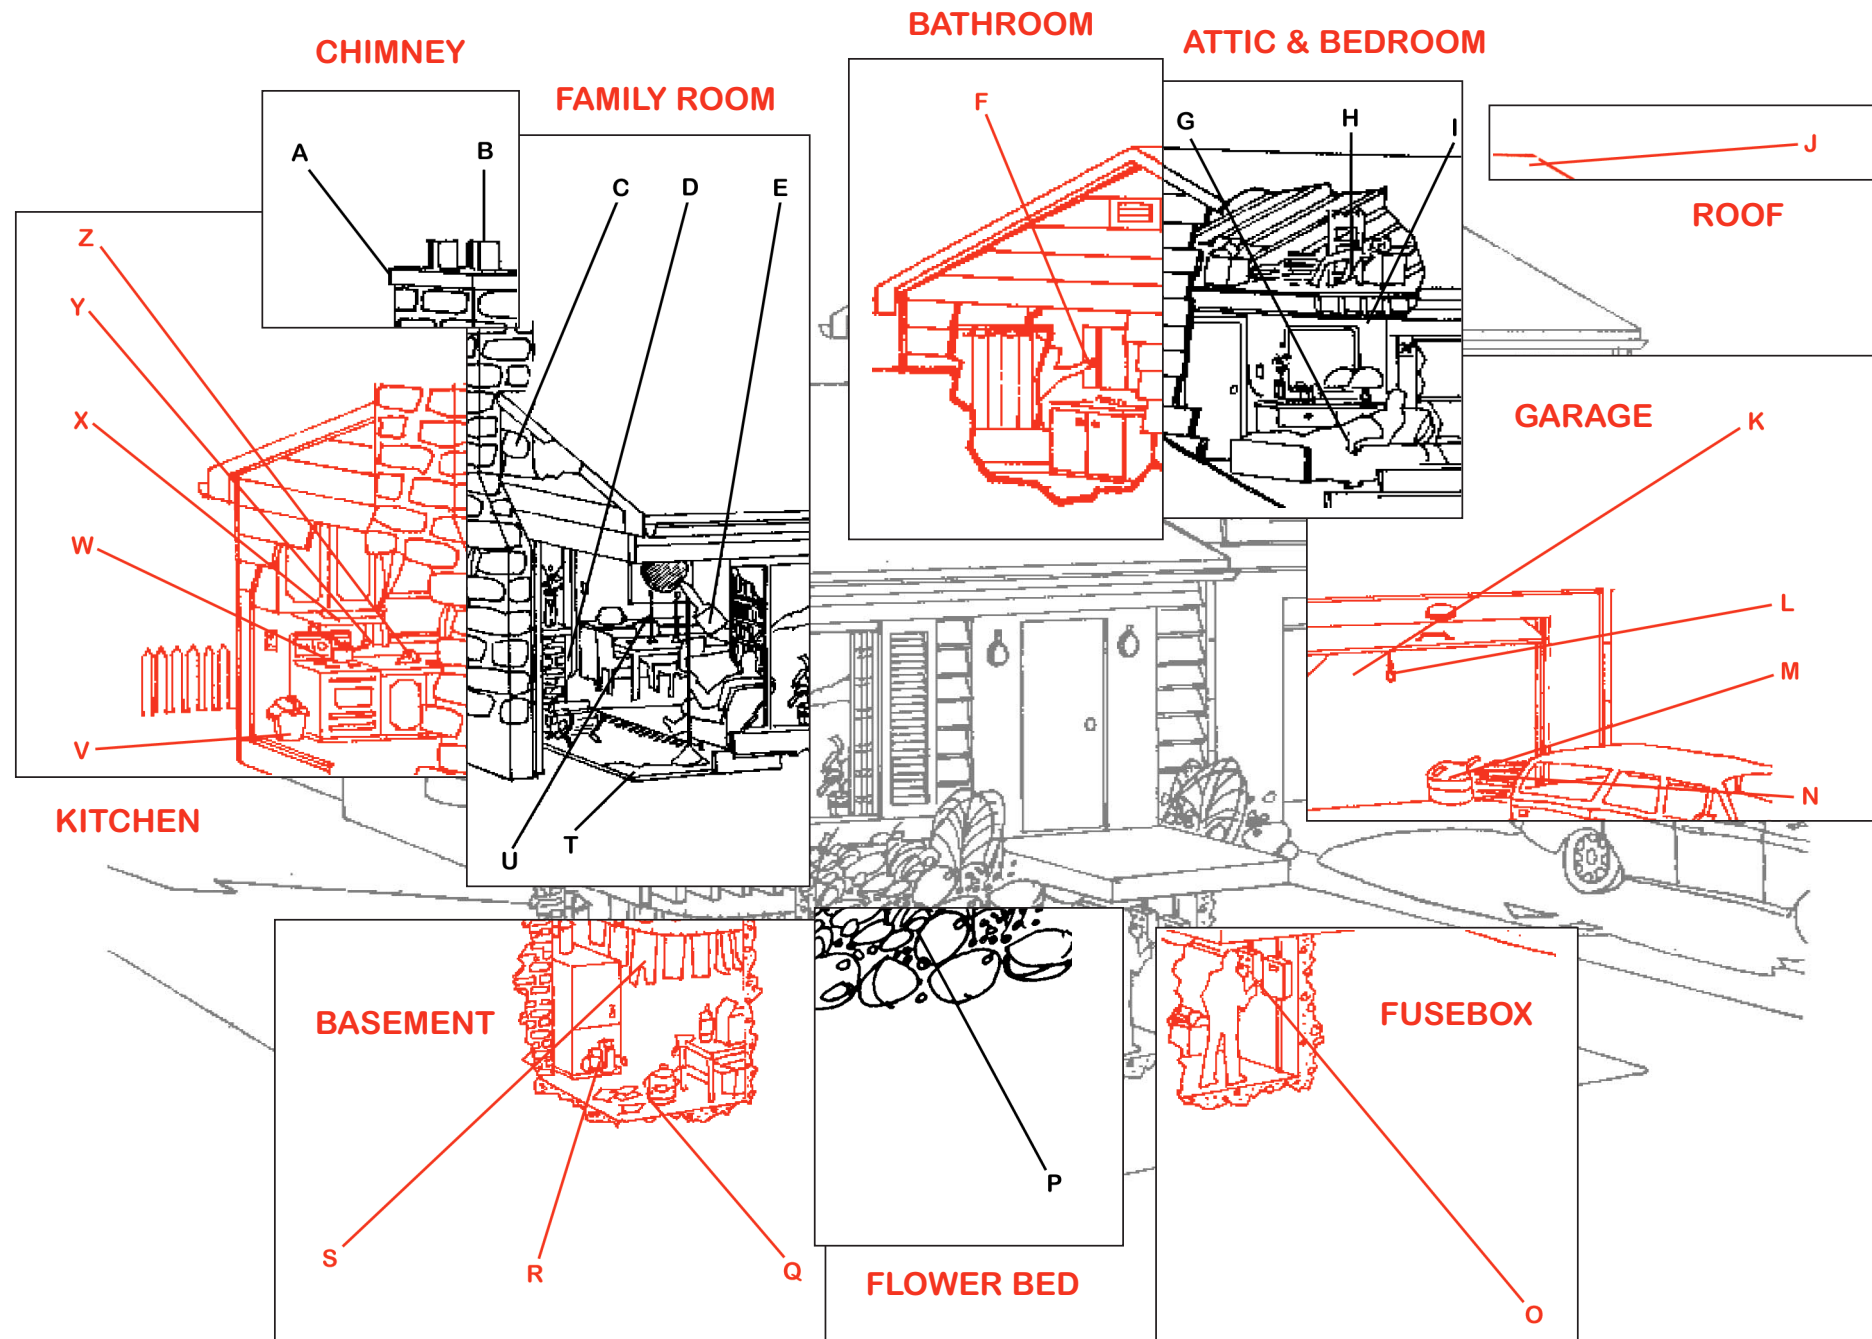 BATHROOM
ATTIC & BEDROOM
CHIMNEY
FAMILY ROOM
F
G
H
I
J
A
B
C
D
E
ROOF
Z
Y
X
W
V
KITCHEN
U
T
GARAGE
K
L
M
N
BASEMENT
FUSEBOX
P
S
R
Q
FLOWER BED
O